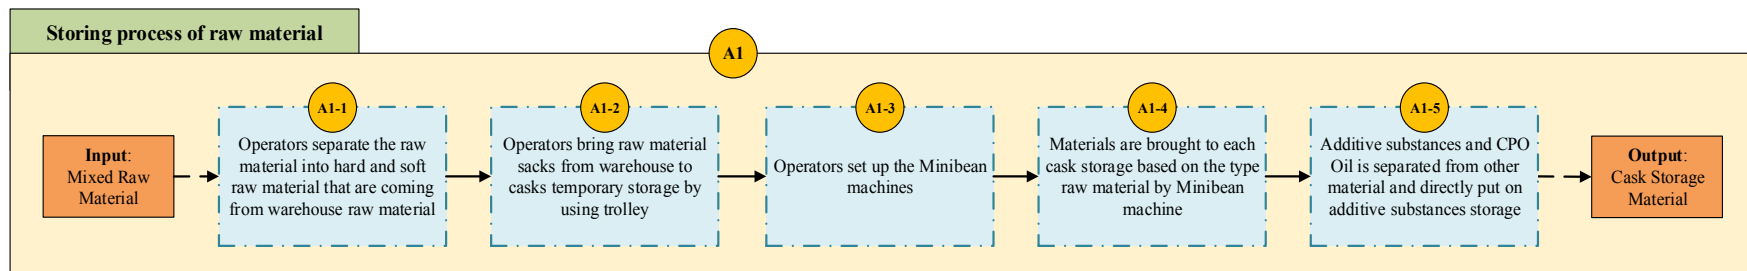 Storing process of raw material
A1
A1-1
A1-2
A1-3
A1-4
A1-5
Input:
Mixed Raw
Material
Operators separate the raw
material into hard and soft
raw material that are coming
from warehouse raw material
Operators bring raw material
sacks from warehouse to
casks temporary storage by
using trolley
Operators set up the Minibean
machines
Materials are brought to each
cask storage based on the type
raw material by Minibean
machine
Additive substances and CPO
Oil is separated from other
material and directly put on
additive substances storage
Output:
Cask Storage
Material